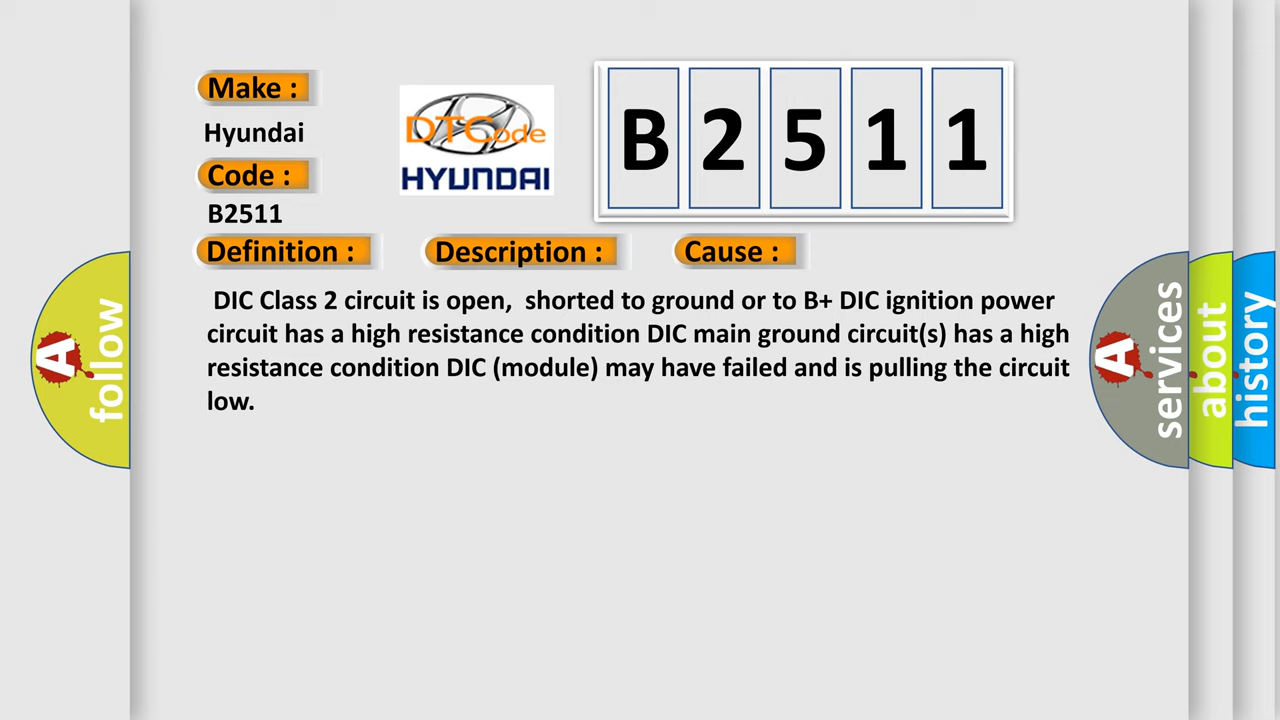 Make :
Hyundai
Code :
B2511
DTCode
HYUNDAI
B 2 5 1 1
Definition :
Description :
Cause :
DIC Class 2 circuit is open, shorted to ground or to B+ DIC ignition power
circuit has a high resistance condition DIC main ground circuit(s) has a high
resistance condition DIC (module) may have failed and is pulling the circuit
low.
A
follow
A
services
about
history